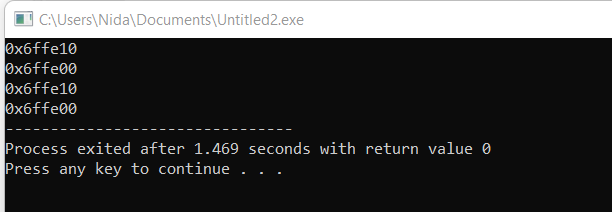 C:\Users\Nida\Documents\Untitled2.exe
0x6ffe10
0x6ffe00
0x6ffe10
0x6ffe00
--------------------------------
Process exited after 1.469 seconds with return value 0
Press any key to continue . . .